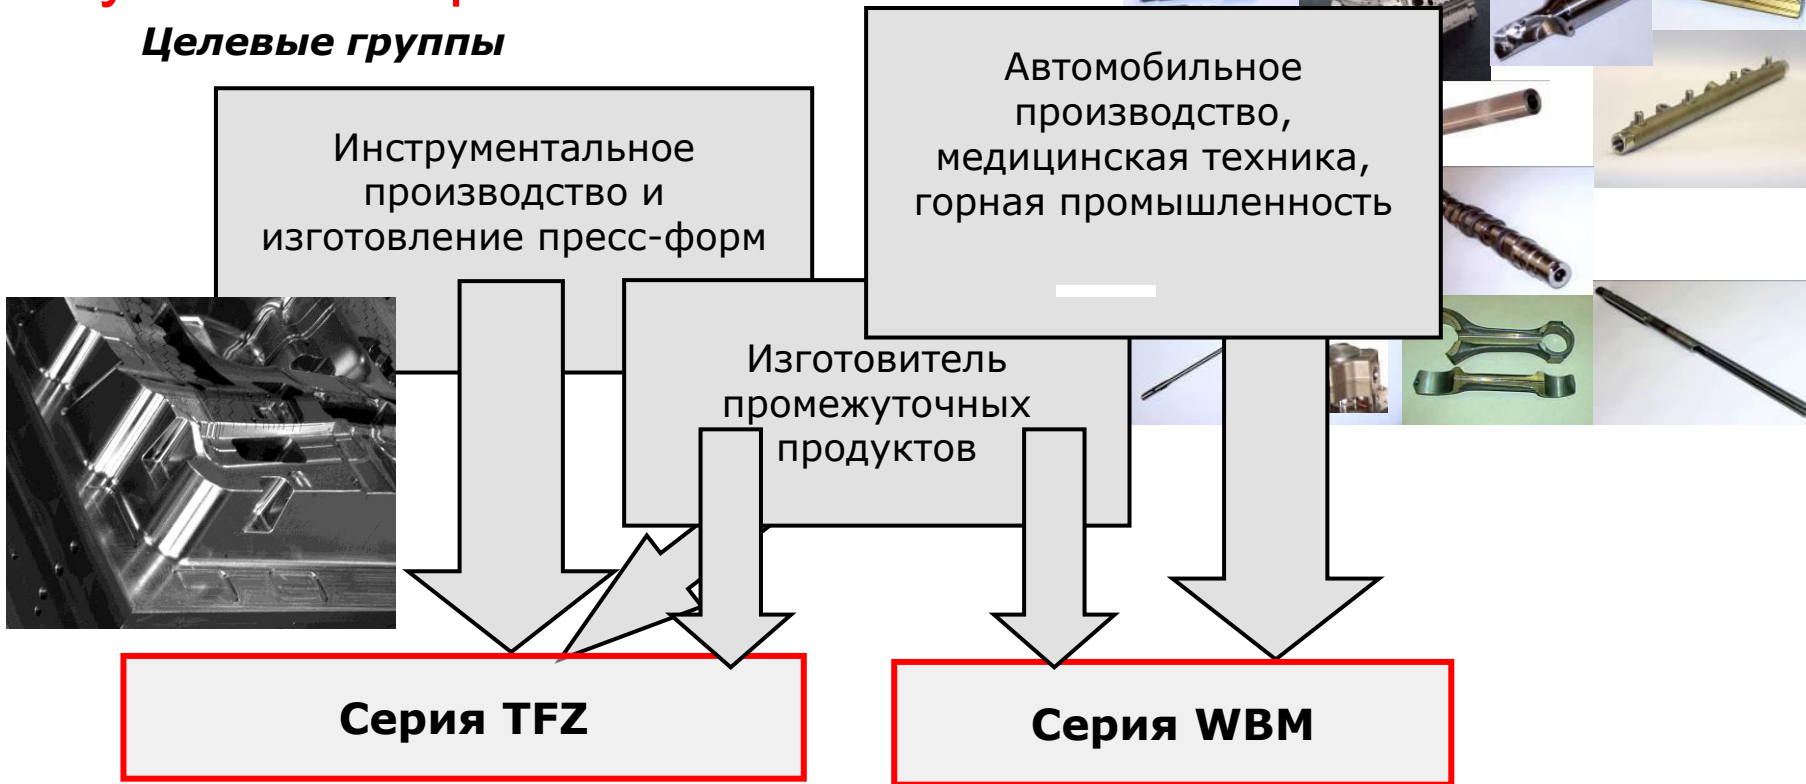 Целевые группы
Инструментальное
производство и
изготовление пресс-форм
Автомобильное
производство,
медицинская техника,
горная промышленность
Изготовитель
промежуточных
продуктов
Серия TFZ
Серия WBM